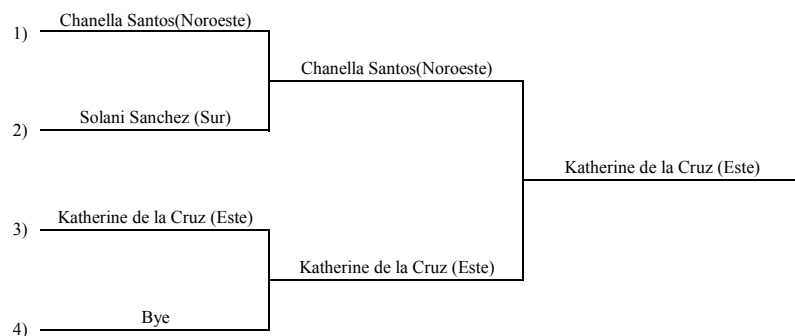 1) Chanella Santos(Noroeste)
Chanella Santos(Noroeste)
2) Solani Sanchez (Sur)
Katherine de la Cruz (Este)
3) Katherine de la Cruz (Este)
Katherine de la Cruz (Este)
4) Bye